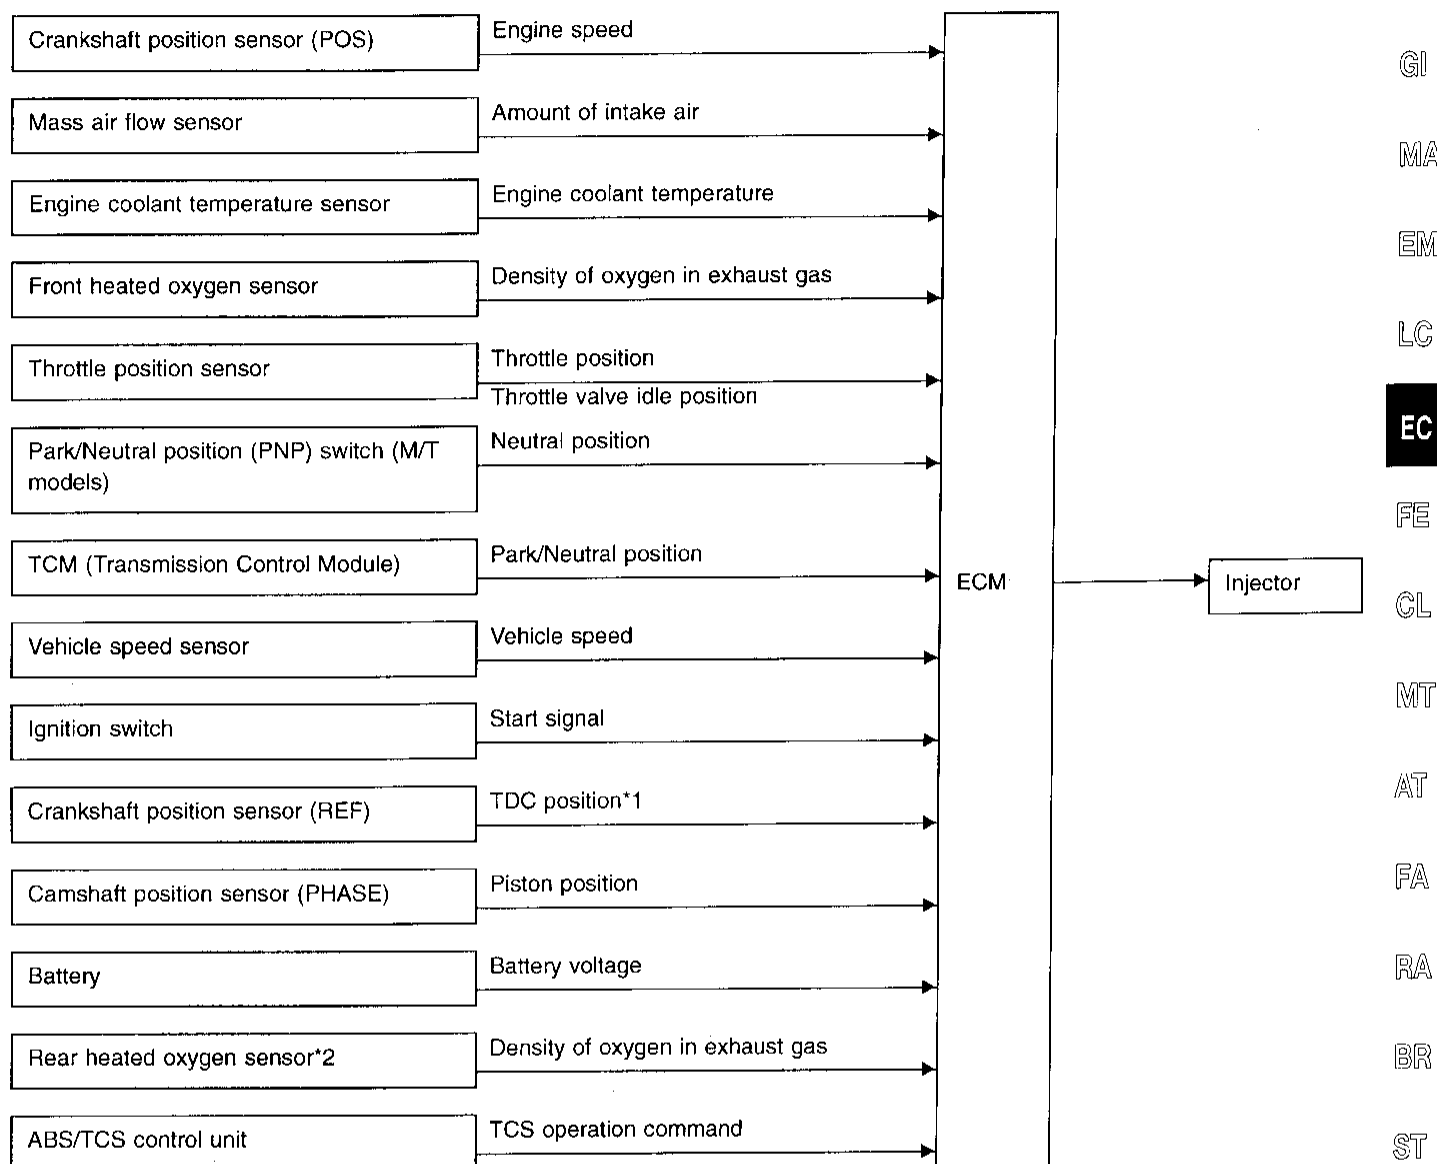 Crankshaft position sensor (POS)
Engine speed
Mass air flow sensor
Amount of intake air
Engine coolant temperature sensor
Engine coolant temperature
Front heated oxygen sensor
Density of oxygen in exhaust gas
Throttle position sensor
Throttle position
Throttle valve idle position
Park/Neutral position (PNP) switch (M/T
models)
Neutral position
TCM (Transmission Control Module)
Park/Neutral position
Vehicle speed sensor
Vehicle speed
Ignition switch
Start signal
Crankshaft position sensor (REF)
TDC position*1
Camshaft position sensor (PHASE)
Piston position
Battery
Battery voltage
Rear heated oxygen sensor*2
Density of oxygen in exhaust gas
ABS/TCS control unit
TCS operation command
ECM
Injector
GI
MA
EM
LC
EC
FE
CL
MT
AT
FA
RA
BR
ST